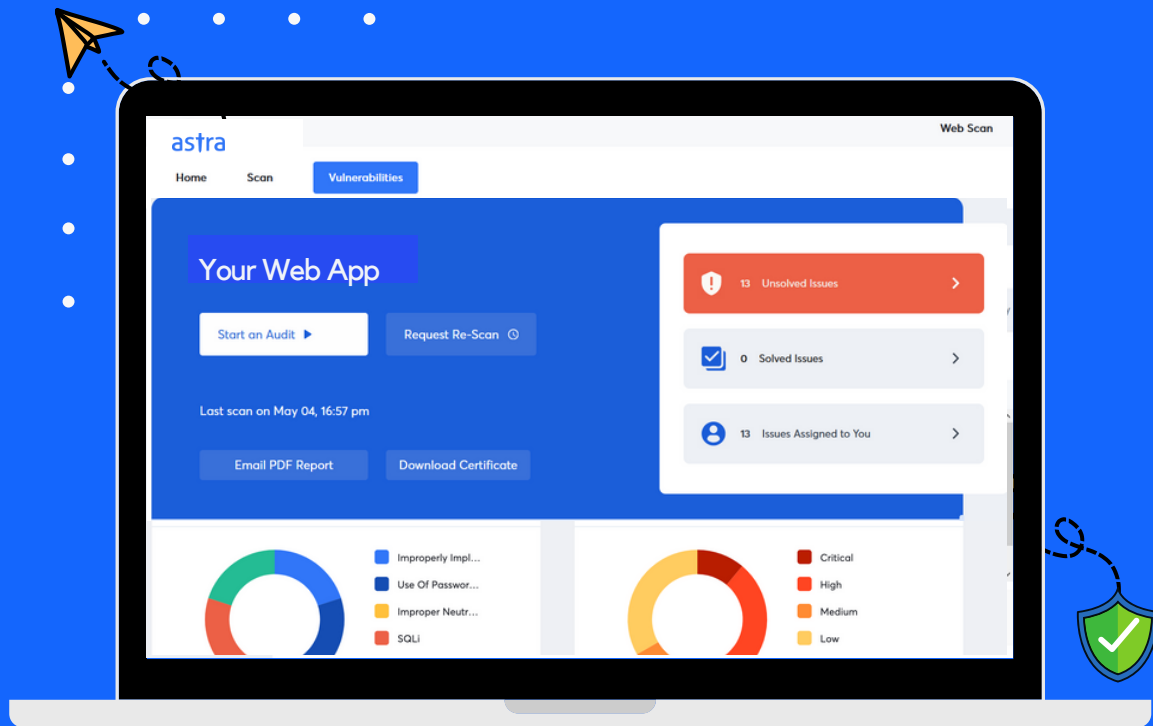 astra
Web Scan
Home Scan Vulnerabilities
Your Web App
Start an Audit
Request Re-Scan
Last scan on May 04, 16:57 pm
Email PDF Report
Download Certificate
13 Unsolved Issues
0 Solved Issues
13 Issues Assigned to You
Improperly Impl...
Use Of Passwor...
Improper Neutr...
SQLi
Critical
High
Medium
Low